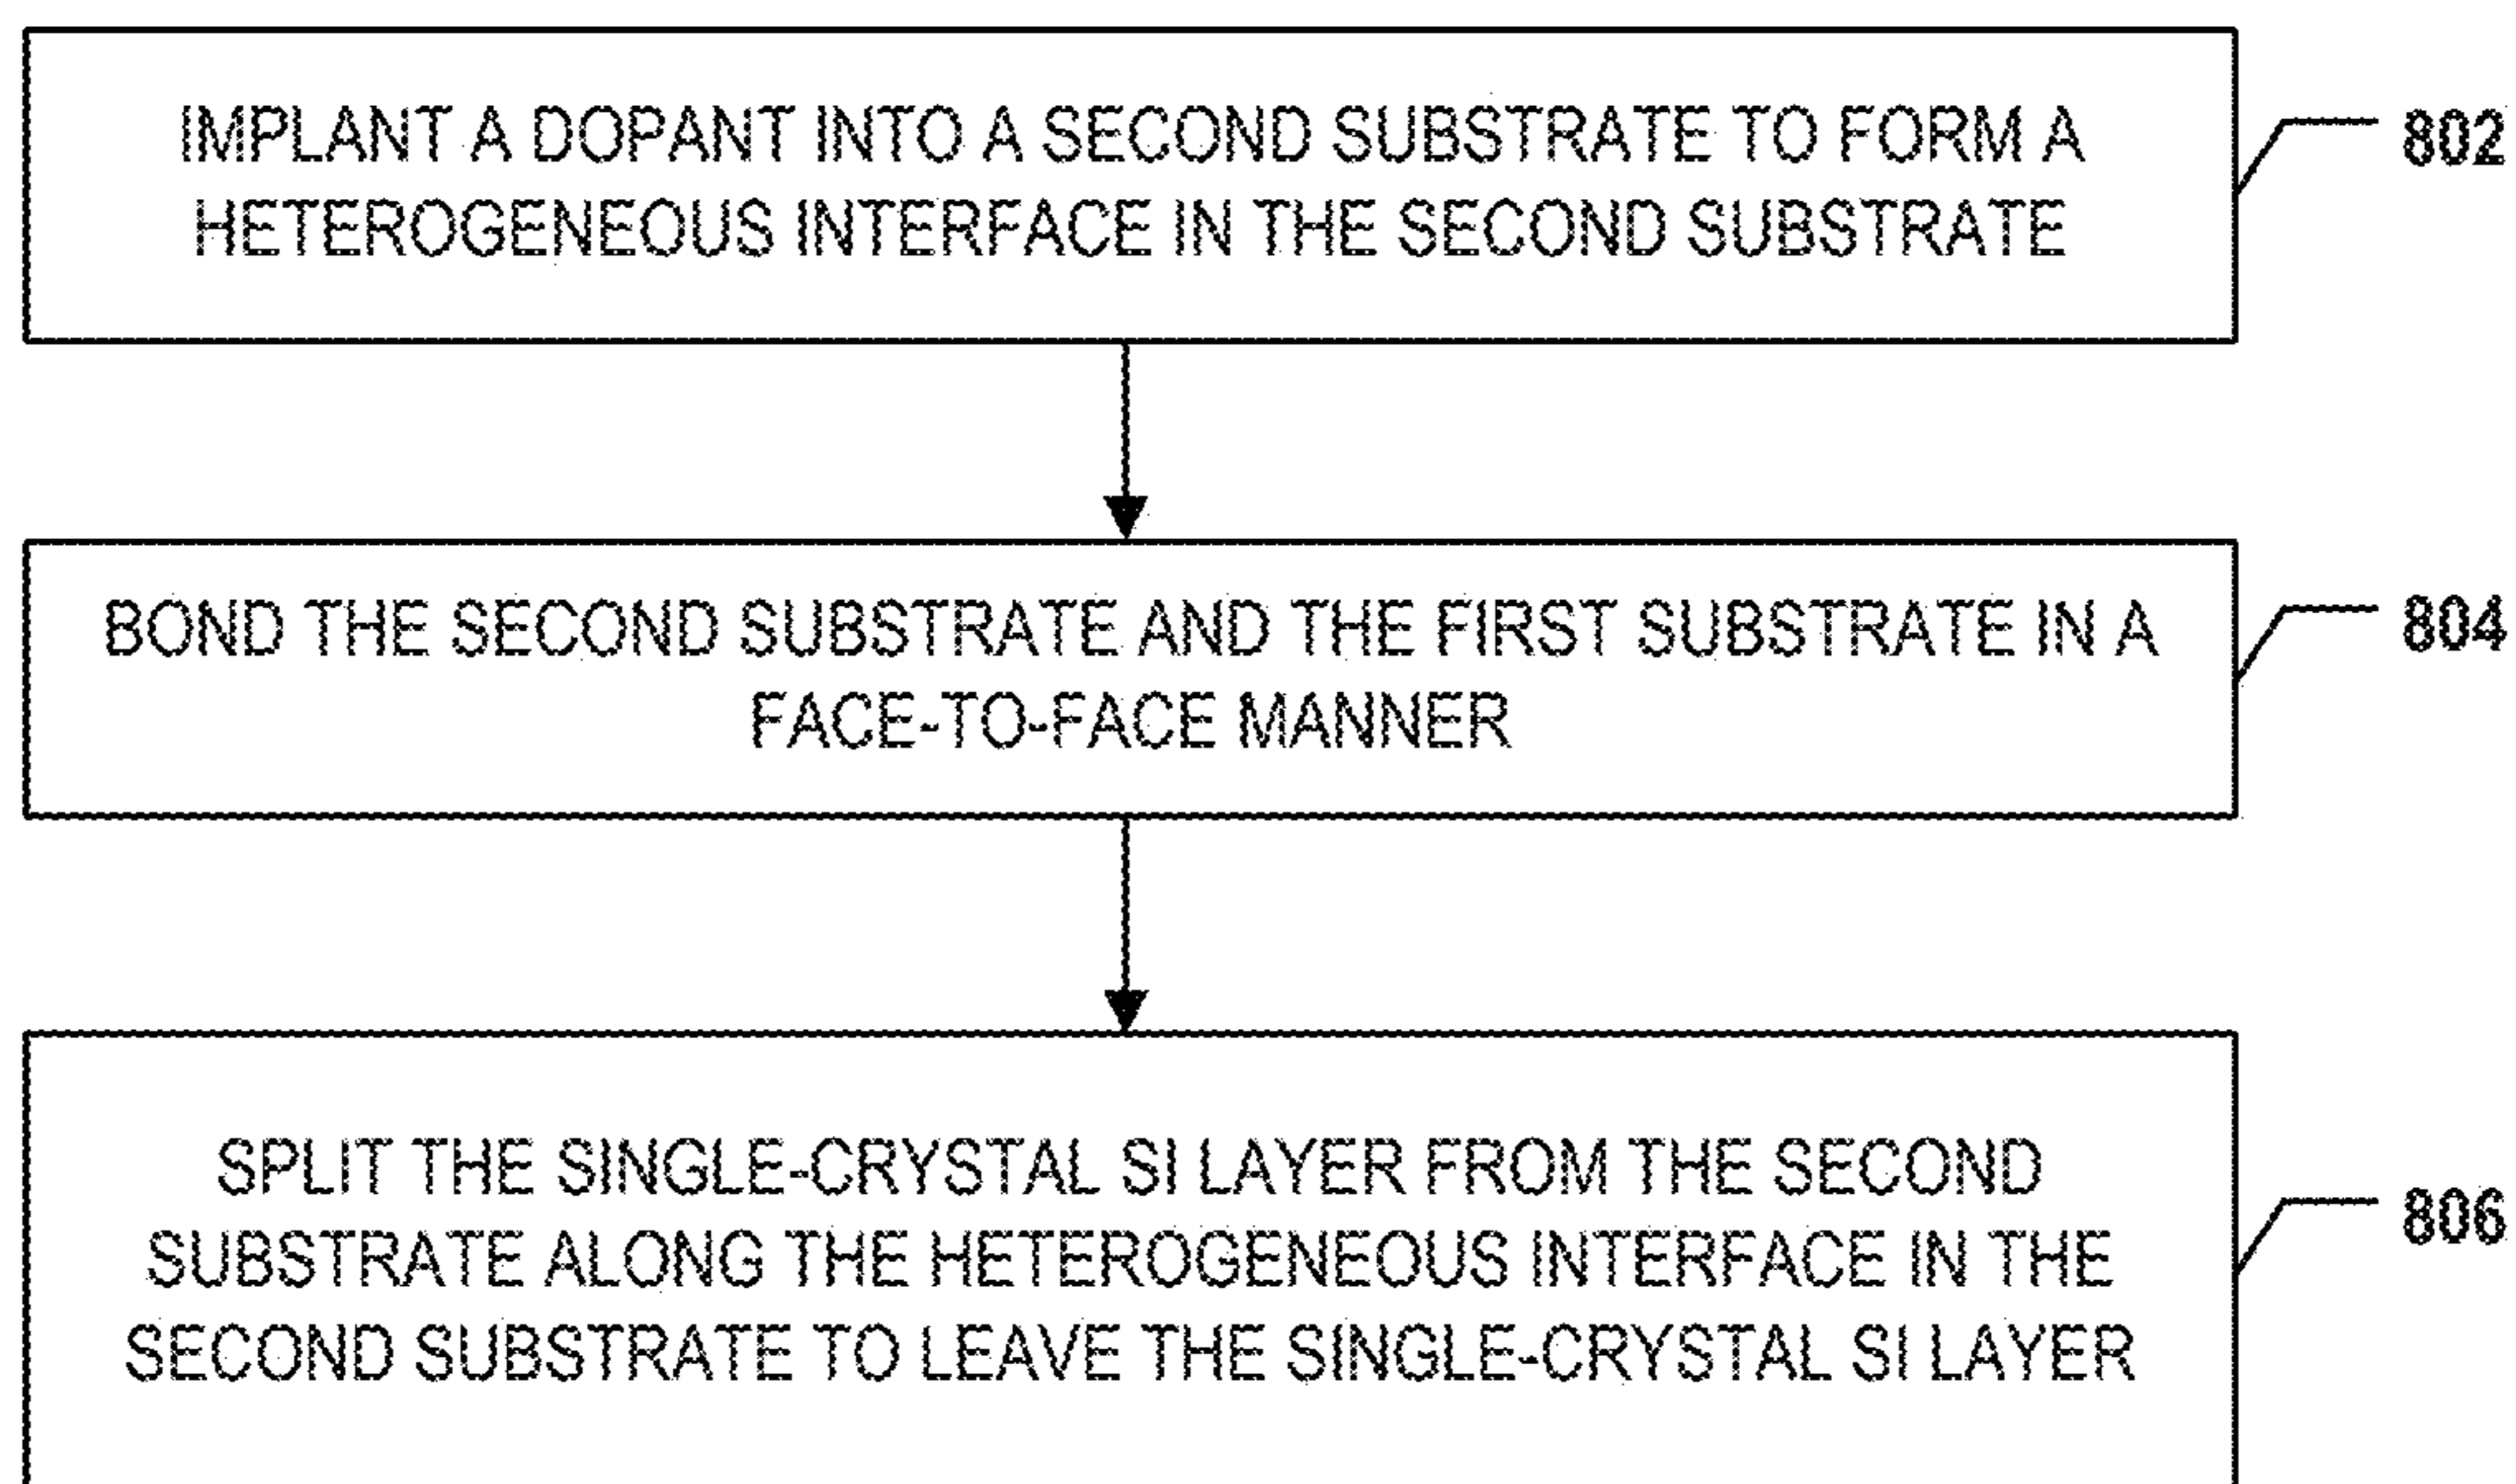 IMPLANT A DOPANT INTO A SECOND SUBSTRATE TO FORM A
HETEROGENEOUS INTERFACE IN THE SECOND SUBSTRATE
802
BOND THE SECOND SUBSTRATE AND THE FIRST SUBSTRATE IN A
FACE-TO-FACE MANNER
804
SPLIT THE SINGLE-CRYSTAL SI LAYER FROM THE SECOND
SUBSTRATE ALONG THE HETEROGENEOUS INTERFACE IN THE
SECOND SUBSTRATE TO LEAVE THE SINGLE-CRYSTAL SI LAYER
806